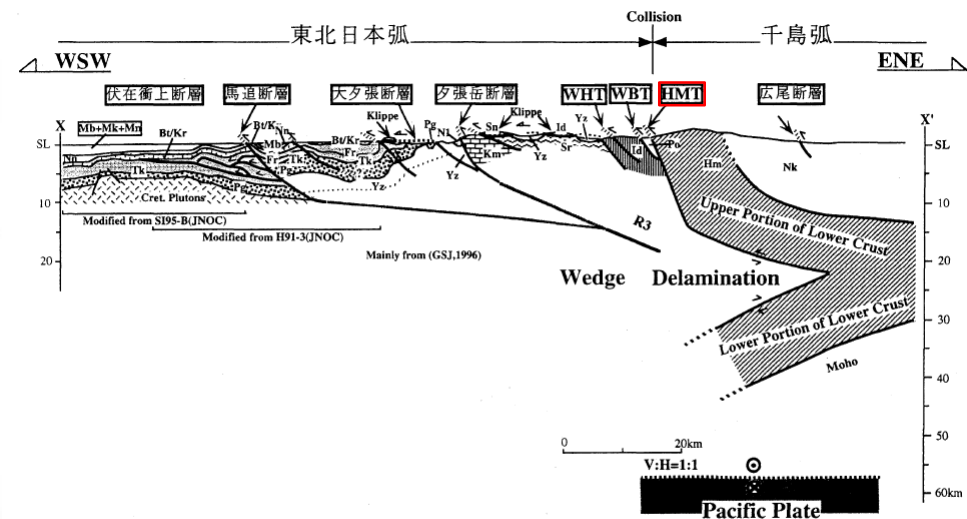 Collision
東北日本弧
千島弧
WSW
ENE
伏在衝上断層
馬追断層
大夕張断層
夕張岳断層
WHT
WBT
HMT
広尾断層
X
X'
Mb+Mk+Mn
Bt/Kr
Mb
Bt/Kr
Klippe
Pg
Sn
Klippe
Id
Yz
SL
SL
Np
Tk
Fr
Tk
Pg
Fr
Tk
Yz
Yz
Km
Yz
Sr
Id
Po
Hm
Nk
Pg
Cret. Plutons
10
10
Modified from SI95-B(JNOC)
Modified from H91-3(JNOC)
Mainly from (GSJ,1996)
R3
Upper Portion of Lower Crust
20
20
Wedge Delamination
Lower Portion of Lower Crust
30
Moho
40
0
20km
V:H=1:1
50
60km
Pacific Plate